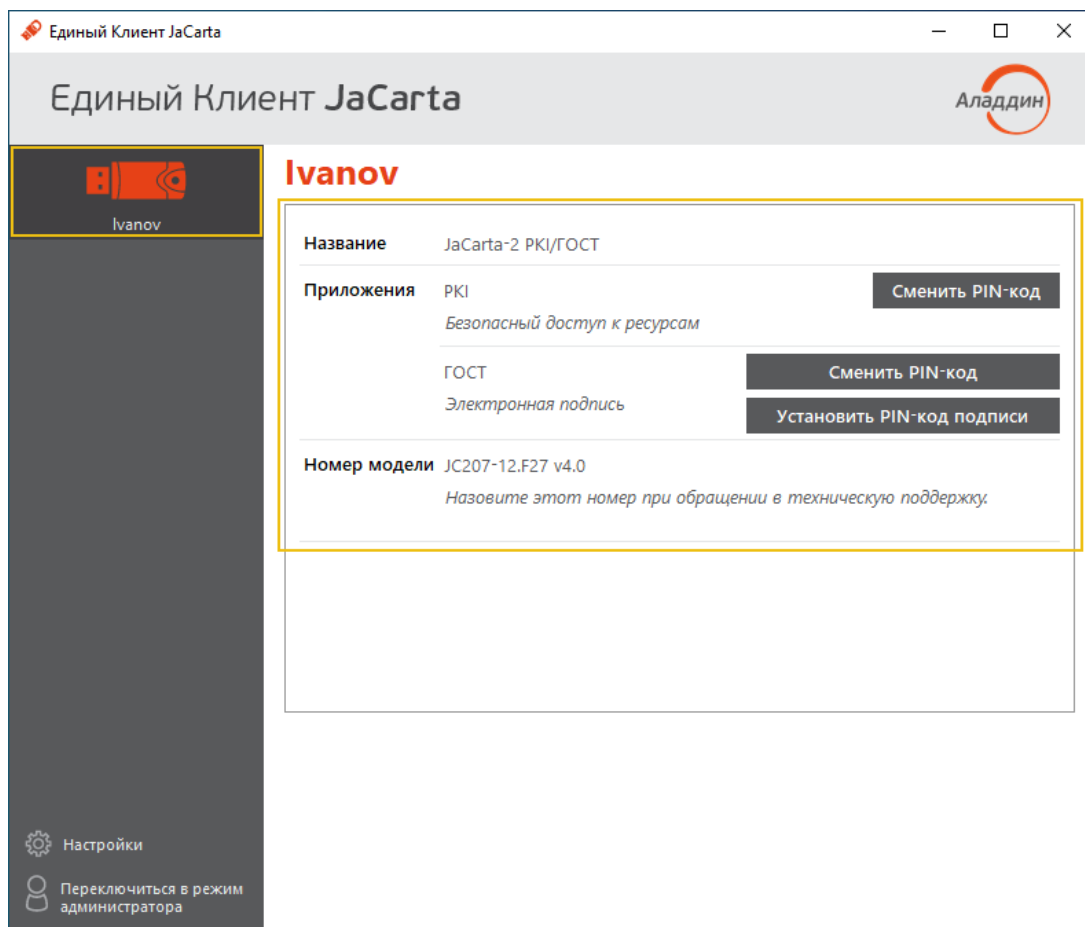 Единый Клиент JaCarta
Единый Клиент JaCarta
Аладдин
Ivanov
Ivanov
Название JaCarta-2 PKI/ГОСТ
Приложения PKI Сменить PIN-код
Безопасный доступ к ресурсам
ГОСТ Сменить PIN-код
Электронная подпись
Установить PIN-код подписи
Номер модели JC207-12.F27 v4.0
Назовите этот номер при обращении в техническую поддержку.
Настройки
Переключиться в режим
администратора